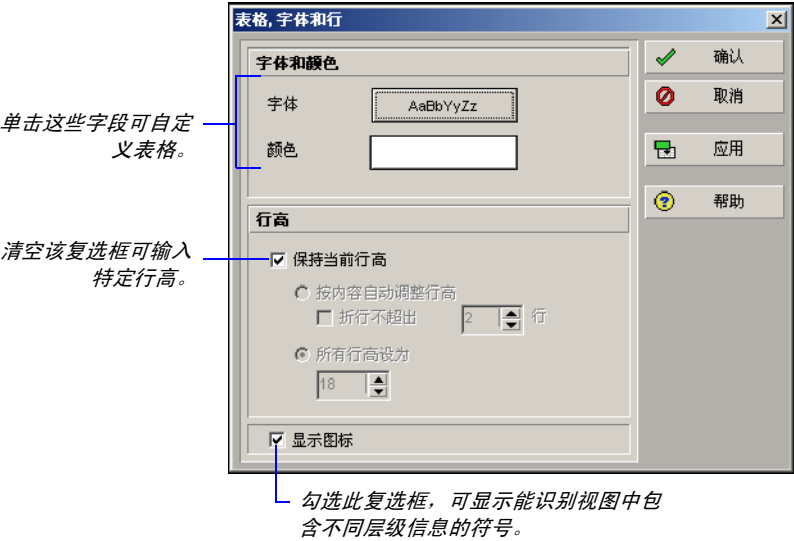 表格,字体和行
字体和颜色
字体
AaBbYyZz
颜色
单击这些字段可自定
义表格。
确认
取消
应用
帮助
行高
清空该复选框可输入
特定行高。
保持当前行高
按内容自动调整行高
折行不超出 2 行
所有行高设为
18
显示图标
勾选此复选框，可显示能识别视图中包
含不同层级信息的符号。